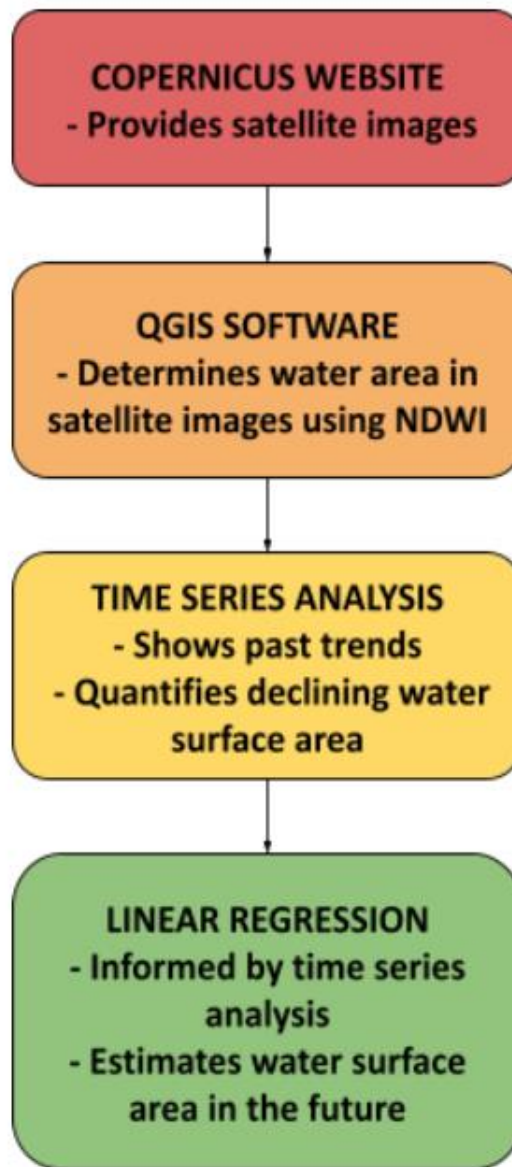 COPERNICUS WEBSITE
- Provides satellite images
QGIS SOFTWARE
- Determines water area in
satellite images using NDWI
TIME SERIES ANALYSIS
- Shows past trends
- Quantifies declining water
surface area
LINEAR REGRESSION
- Informed by time series
analysis
- Estimates water surface
area in the future